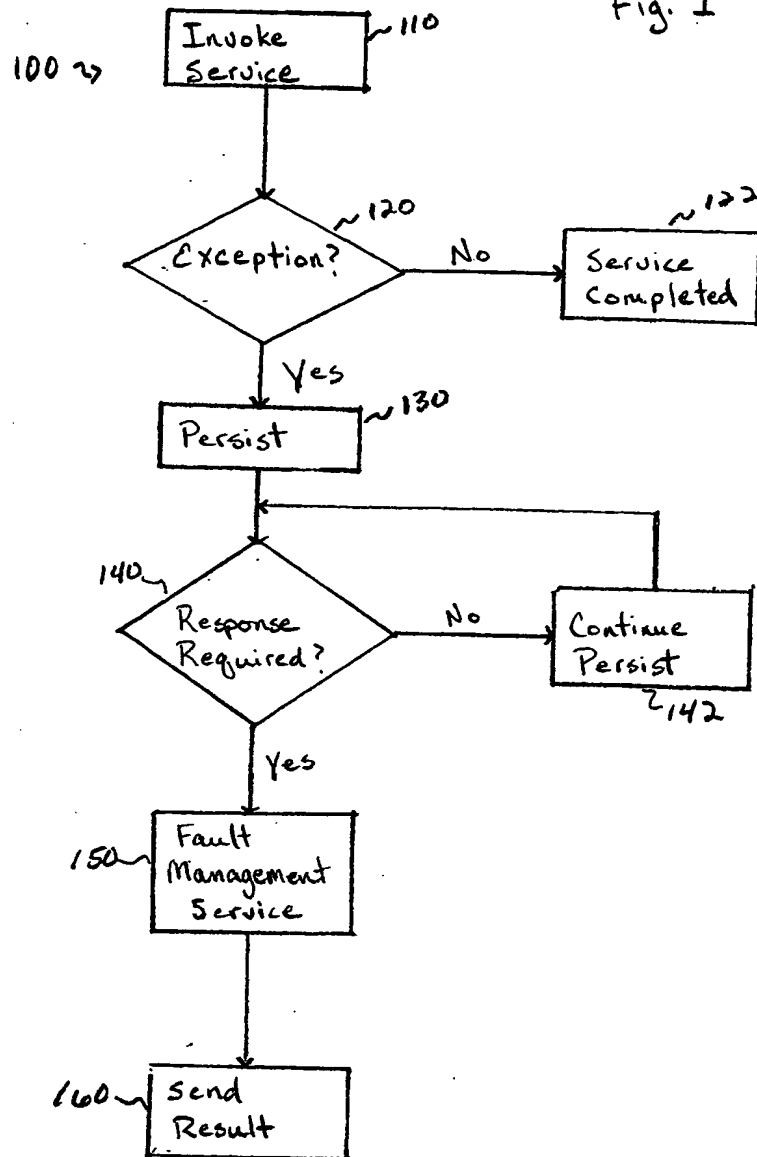 Fig. 1
100
Invoke
Service
110
Exception?
120
No
Service
Completed
122
Yes
Persist
130
140
Response
Required?
No
Continue
Persist
142
Yes
150
Fault
Management
Service
160
Send
Result